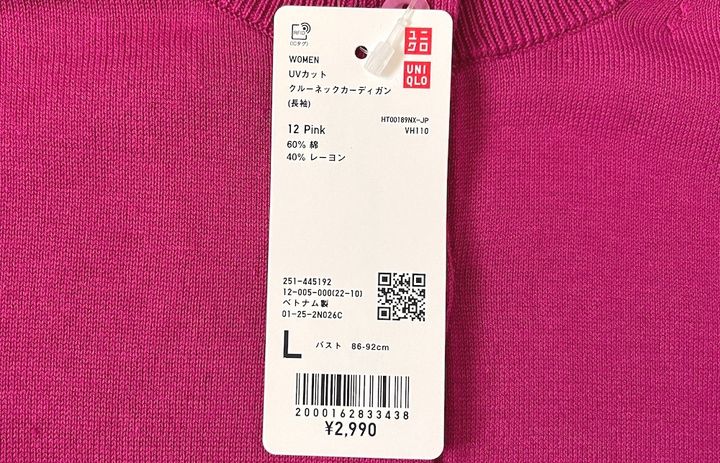 RFID
(ICタグ)
ユニ
クロ
UNI
QLO
WOMEN
UVカット
クルーネックカーディガン
(長袖)
HT00189NX-JP
12 Pink
VH110
60% 綿
40% レーヨン
251-445192
12-005-000(22-10)
ベトナム製
01-25-2N026C
L バスト 86-92cm
2000162833438
¥2,990